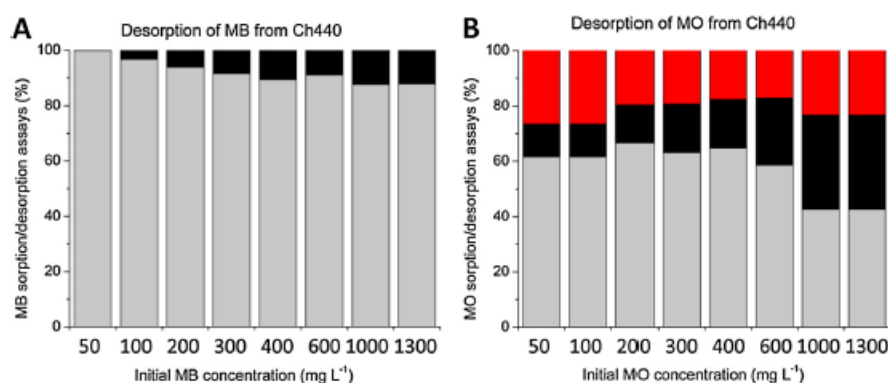 A
Desorption of MB from Ch440
MB sorption/desorption assays (%)
100
80
60
40
20
0
50 100 200 300 400 600 1000 1300
Initial MB concentration (mg L⁻¹)
B
Desorption of MO from Ch440
MO sorption/desorption assays (%)
100
80
60
40
20
0
50 100 200 300 400 600 1000 1300
Initial MO concentration (mg L⁻¹)